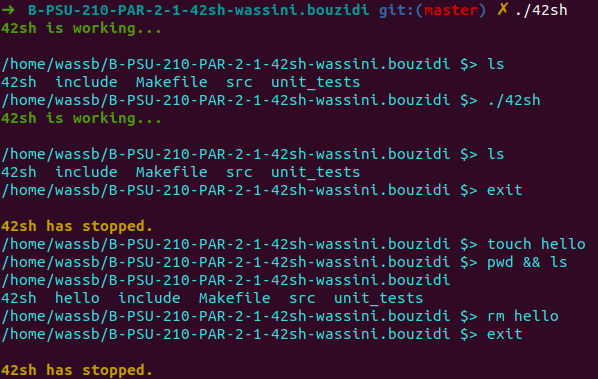 ➜  B-PSU-210-PAR-2-1-42sh-wassini.bouzidi git:(master) ✗ ./42sh
42sh is working...

/home/wassb/B-PSU-210-PAR-2-1-42sh-wassini.bouzidi $> ls
42sh  include  Makefile  src  unit_tests
/home/wassb/B-PSU-210-PAR-2-1-42sh-wassini.bouzidi $> ./42sh
42sh is working...

/home/wassb/B-PSU-210-PAR-2-1-42sh-wassini.bouzidi $> ls
42sh  include  Makefile  src  unit_tests
/home/wassb/B-PSU-210-PAR-2-1-42sh-wassini.bouzidi $> exit

42sh has stopped.
/home/wassb/B-PSU-210-PAR-2-1-42sh-wassini.bouzidi $> touch hello
/home/wassb/B-PSU-210-PAR-2-1-42sh-wassini.bouzidi $> pwd && ls
/home/wassb/B-PSU-210-PAR-2-1-42sh-wassini.bouzidi
42sh  hello  include  Makefile  src  unit_tests
/home/wassb/B-PSU-210-PAR-2-1-42sh-wassini.bouzidi $> rm hello
/home/wassb/B-PSU-210-PAR-2-1-42sh-wassini.bouzidi $> exit

42sh has stopped.